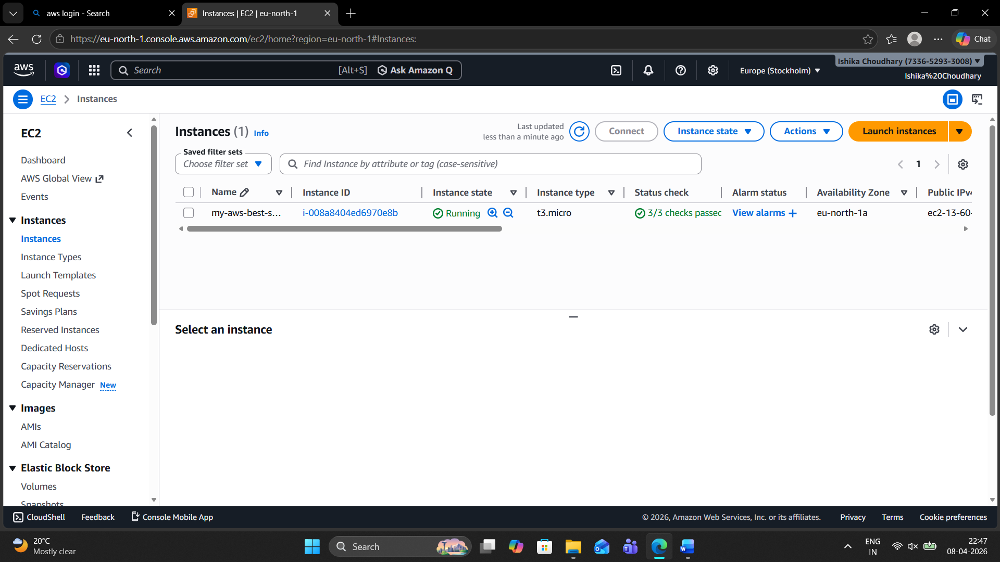 aws login - Search
Instances | EC2 | eu-north-1
https://eu-north-1.console.aws.amazon.com/ec2/home?region=eu-north-1#Instances:
Chat
aws
Search
[Alt+S]
Ask Amazon Q
Europe (Stockholm)
Ishika Choudhary (7336-5293-3008)
Ishika%20Choudhary
EC2
Instances
EC2
Dashboard
AWS Global View
Events
Instances
Instances
Instance Types
Launch Templates
Spot Requests
Savings Plans
Reserved Instances
Dedicated Hosts
Capacity Reservations
Capacity Manager New
Images
AMIs
AMI Catalog
Elastic Block Store
Volumes
Snapshots
Instances (1) Info
Last updated
less than a minute ago
Connect
Instance state
Actions
Launch instances
Saved filter sets
Choose filter set
Find Instance by attribute or tag (case-sensitive)
1
Name Instance ID Instance state Instance type Status check Alarm status Availability Zone Public IPv4
my-aws-best-s... i-008a8404ed6970e8b Running t3.micro 3/3 checks passed View alarms + eu-north-1a ec2-13-60-
Select an instance
CloudShell Feedback Console Mobile App
© 2026, Amazon Web Services, Inc. or its affiliates. Privacy Terms Cookie preferences
20°C
Mostly clear
Search
ENG
IN
22:47
08-04-2026